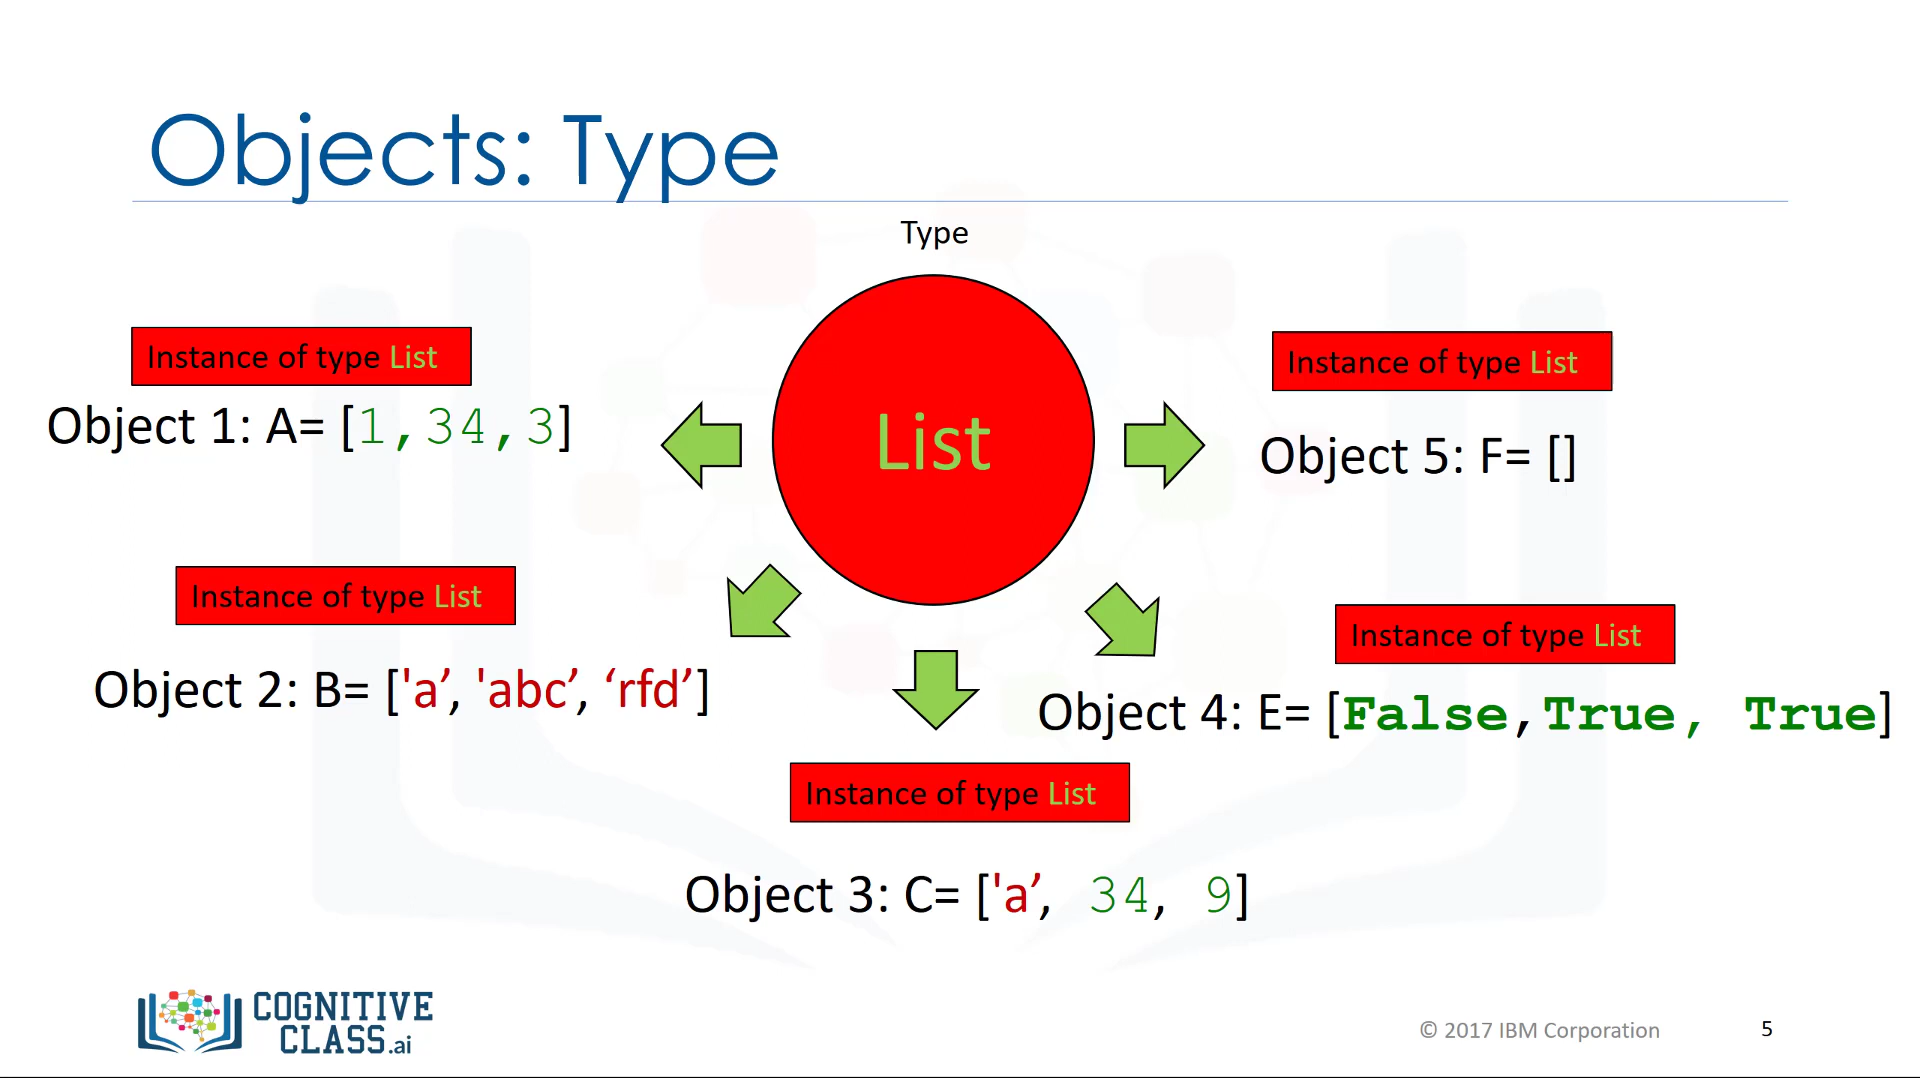 Objects: Type
Type
Instance of type List
Object 1: A= [1,34,3]
List
Instance of type List
Object 5: F= []
Instance of type List
Object 2: B= ['a’, 'abc’, ‘rfd’]
Instance of type List
Object 4: E= [False,True, True]
Instance of type List
Object 3: C= ['a’, 34, 9]
COGNITIVE
CLASS.ai
© 2017 IBM Corporation
5